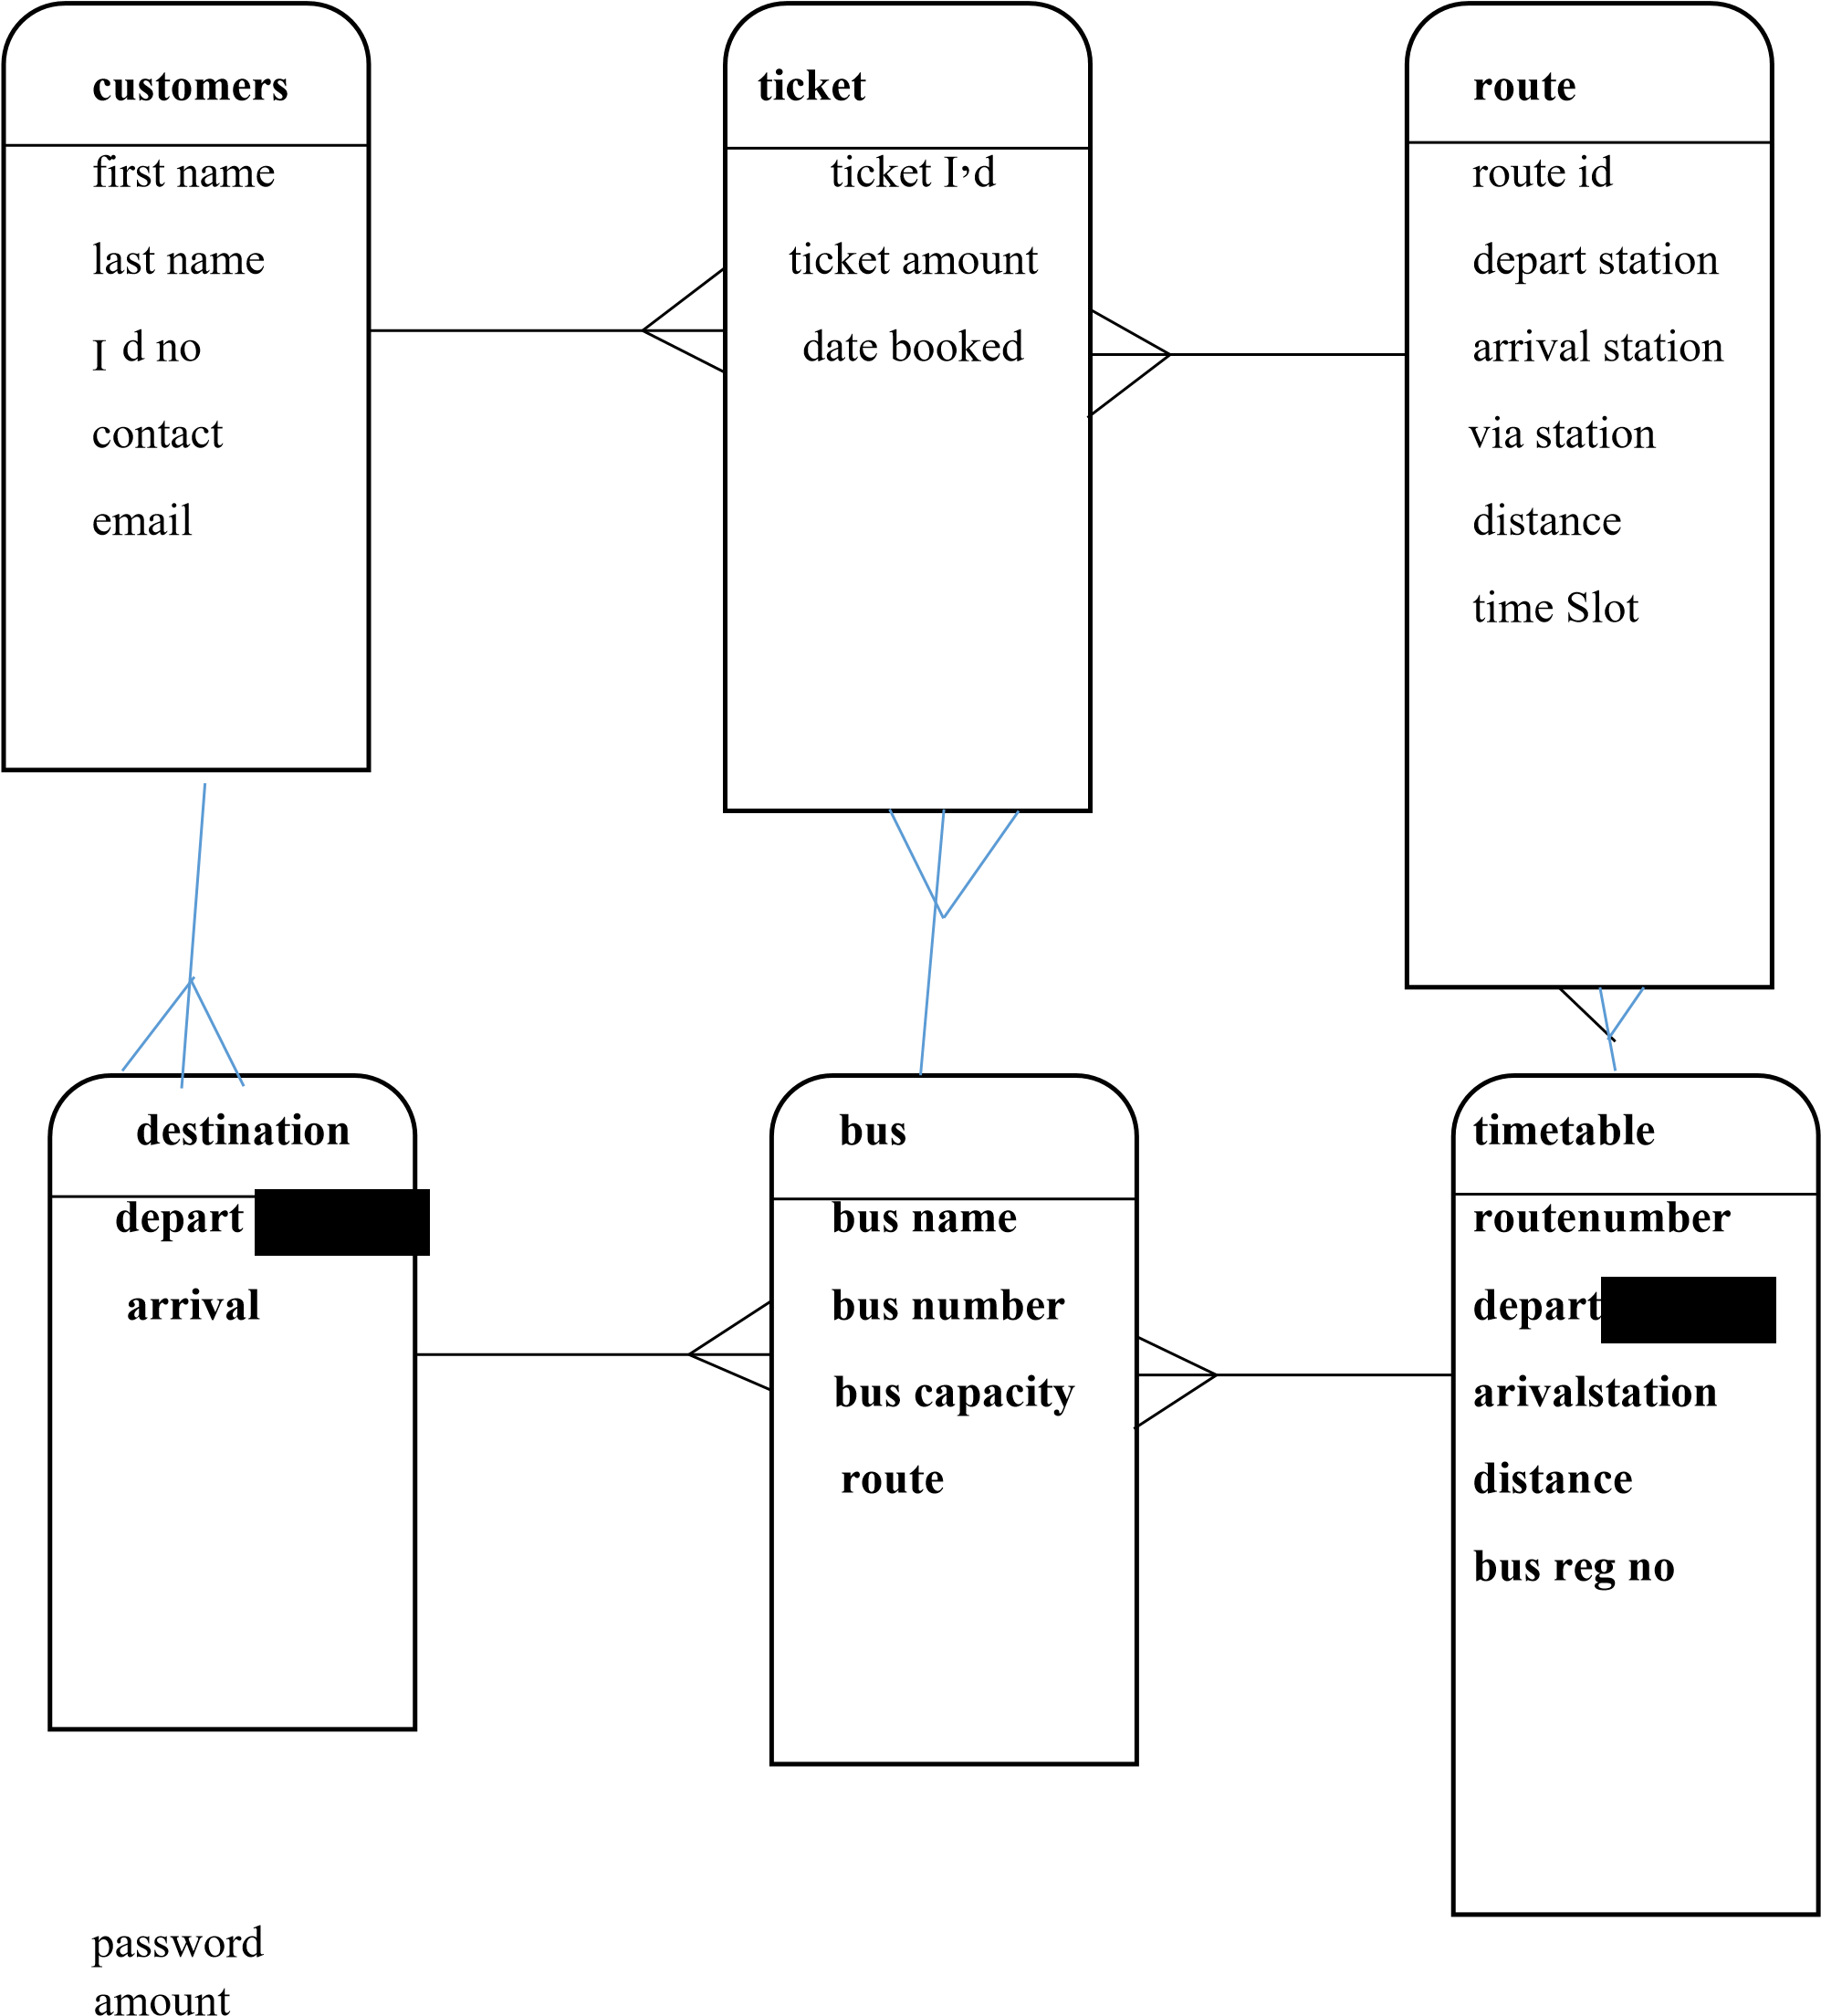 customers
first name
last name
I d no
contact
email
ticket
ticket I'd
ticket amount
date booked
route
route id
depart station
arrival station
via station
distance
time Slot
destination
depart
arrival
bus
bus name
bus number
bus capacity
route
timetable
routenumber
depart
arivalstation
distance
bus reg no
password
amount